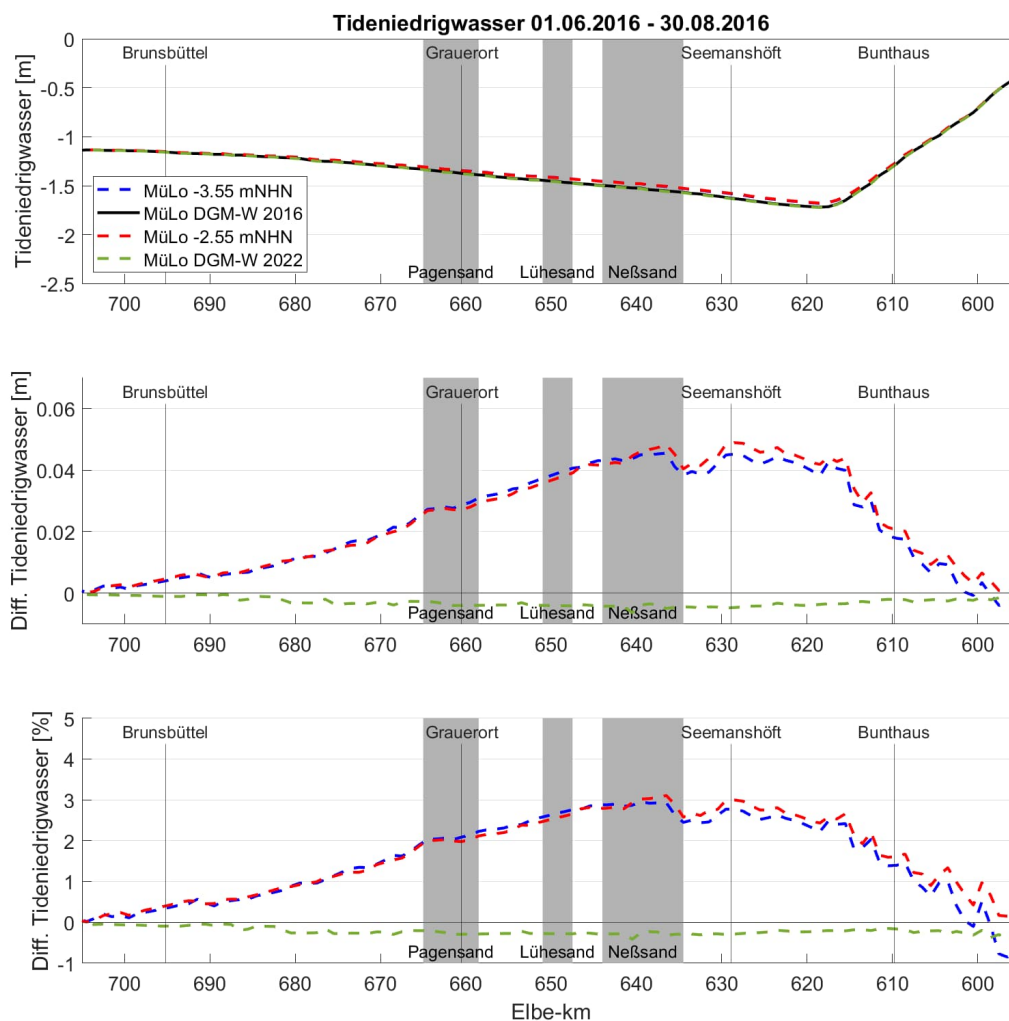 Tideniedrigwasser 01.06.2016 - 30.08.2016
Tideniedrigwasser [m]
0
-0.5
-1
-1.5
-2
-2.5
Brunsbüttel Grauerort Seemanshöft Bunthaus
MüLo -3.55 mNHN
MüLo DGM-W 2016
MüLo -2.55 mNHN
MüLo DGM-W 2022
Pagensand Lühesand Neßsand
700 690 680 670 660 650 640 630 620 610 600
Diff. Tideniedrigwasser [m]
0.06
0.04
0.02
0
Brunsbüttel Grauerort Seemanshöft Bunthaus
Pagensand Lühesand Neßsand
700 690 680 670 660 650 640 630 620 610 600
Diff. Tideniedrigwasser [%]
5
4
3
2
1
0
-1
Brunsbüttel Grauerort Seemanshöft Bunthaus
Pagensand Lühesand Neßsand
700 690 680 670 660 650 640 630 620 610 600
Elbe-km